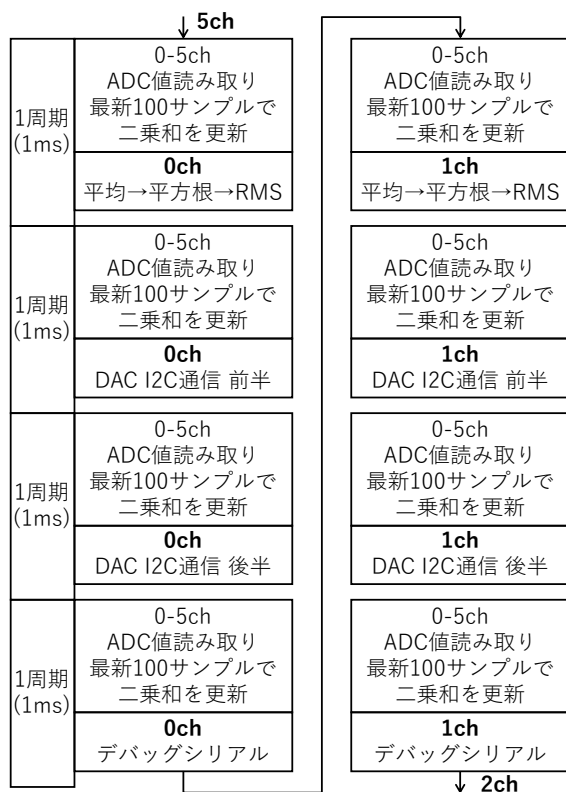 5ch
1周期
(1ms)
0-5ch
ADC値読み取り
最新100サンプルで
二乗和を更新
0ch
平均→平方根→RMS
1周期
(1ms)
0-5ch
ADC値読み取り
最新100サンプルで
二乗和を更新
0ch
DAC I2C通信 前半
1周期
(1ms)
0-5ch
ADC値読み取り
最新100サンプルで
二乗和を更新
0ch
DAC I2C通信 後半
1周期
(1ms)
0-5ch
ADC値読み取り
最新100サンプルで
二乗和を更新
0ch
デバッグシリアル
0-5ch
ADC値読み取り
最新100サンプルで
二乗和を更新
1ch
平均→平方根→RMS
0-5ch
ADC値読み取り
最新100サンプルで
二乗和を更新
1ch
DAC I2C通信 前半
0-5ch
ADC値読み取り
最新100サンプルで
二乗和を更新
1ch
DAC I2C通信 後半
0-5ch
ADC値読み取り
最新100サンプルで
二乗和を更新
1ch
デバッグシリアル
2ch